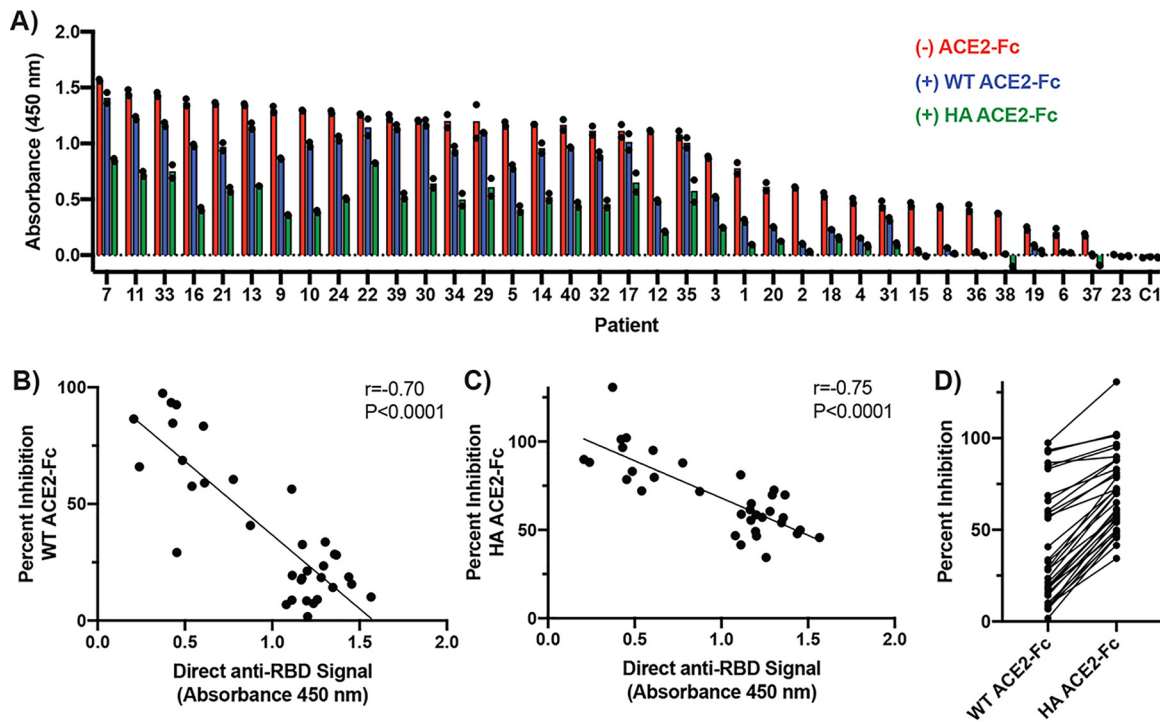 A)
2.0
1.5
1.0
0.5
0.0
Absorbance (450 nm)
(-) ACE2-Fc
(+) WT ACE2-Fc
(+) HA ACE2-Fc
7 11 33 16 21 13 9 10 24 22 39 30 34 29 5 14 40 32 17 12 35 3 1 20 2 18 4 31 15 8 36 38 19 6 37 23 C1
Patient
B)
r=-0.70
P<0.0001
100
50
0
Percent Inhibition
WT ACE2-Fc
0.0 0.5 1.0 1.5 2.0
Direct anti-RBD Signal
(Absorbance 450 nm)
C)
r=-0.75
P<0.0001
100
50
0
Percent Inhibition
HA ACE2-Fc
0.0 0.5 1.0 1.5 2.0
Direct anti-RBD Signal
(Absorbance 450 nm)
D)
100
50
0
Percent Inhibition
WT ACE2-Fc
HA ACE2-Fc